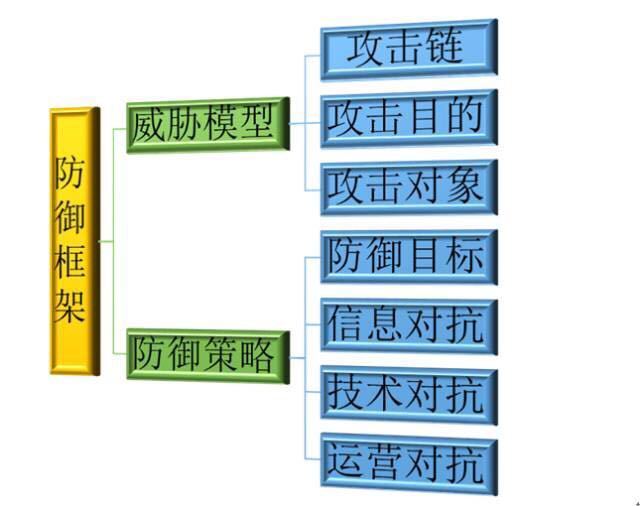 防御框架
威胁模型
攻击链
攻击目的
攻击对象
防御策略
防御目标
信息对抗
技术对抗
运营对抗